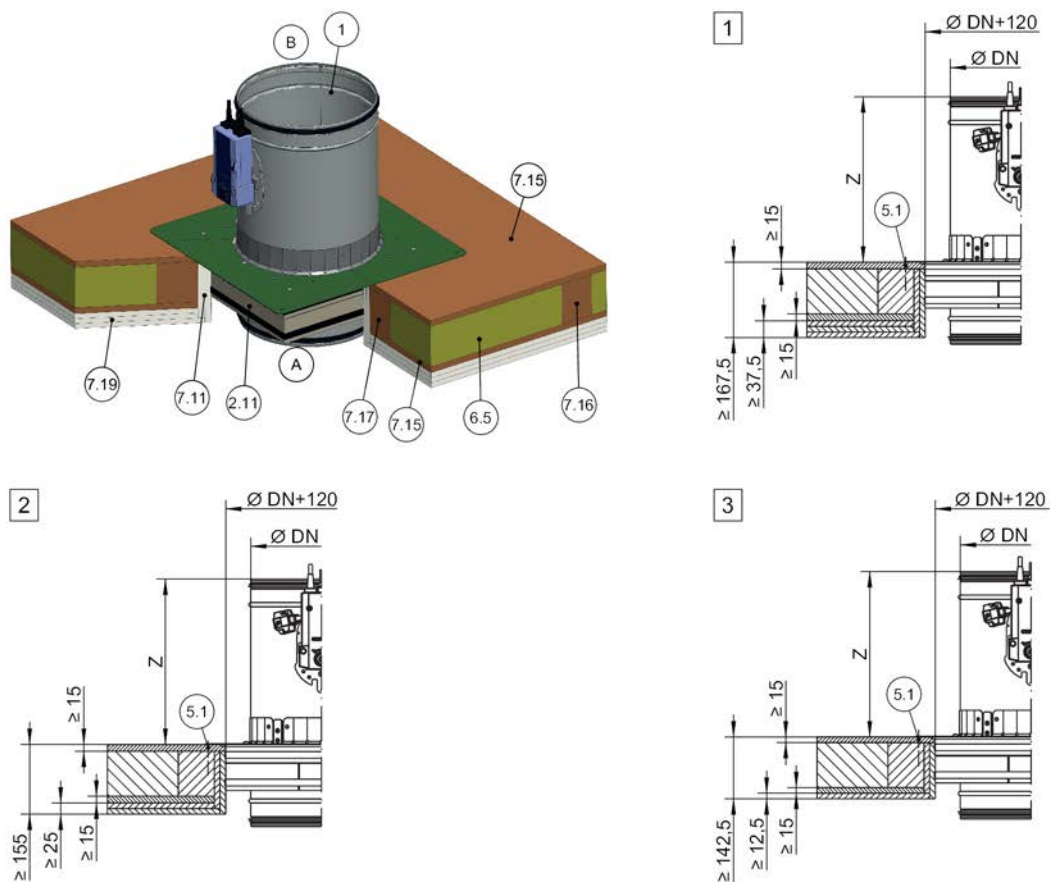 B
1
7.15
7.19
7.11
2.11
A
7.17
7.15
6.5
7.16
1
Ø DN+120
Ø DN
Z
≥ 15
5.1
≥ 167,5
≥ 37,5
≥ 15
2
Ø DN+120
Ø DN
Z
≥ 15
5.1
≥ 155
≥ 25
≥ 15
3
Ø DN+120
Ø DN
Z
≥ 15
5.1
≥ 142,5
≥ 12,5
≥ 15